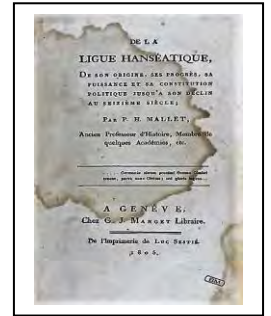 DE LA
LIGUE HANSÉATIQUE,
DE SON ORIGINE, SES PROGRÈS, SA
PUISSANCE ET SA CONSTITUTION
POLITIQUE JUSQU'A SON DÉCLIN
AU SEIZIEME SIÈCLE;
PAR P. H. MALLET,
Ancien Professeur d'Histoire, Membre de
quelques Académies, etc.
A GENÈVE,
Chez G. J. MANGET Libraire.
De l'Imprimerie de LUC SESTIÉ.
1805.